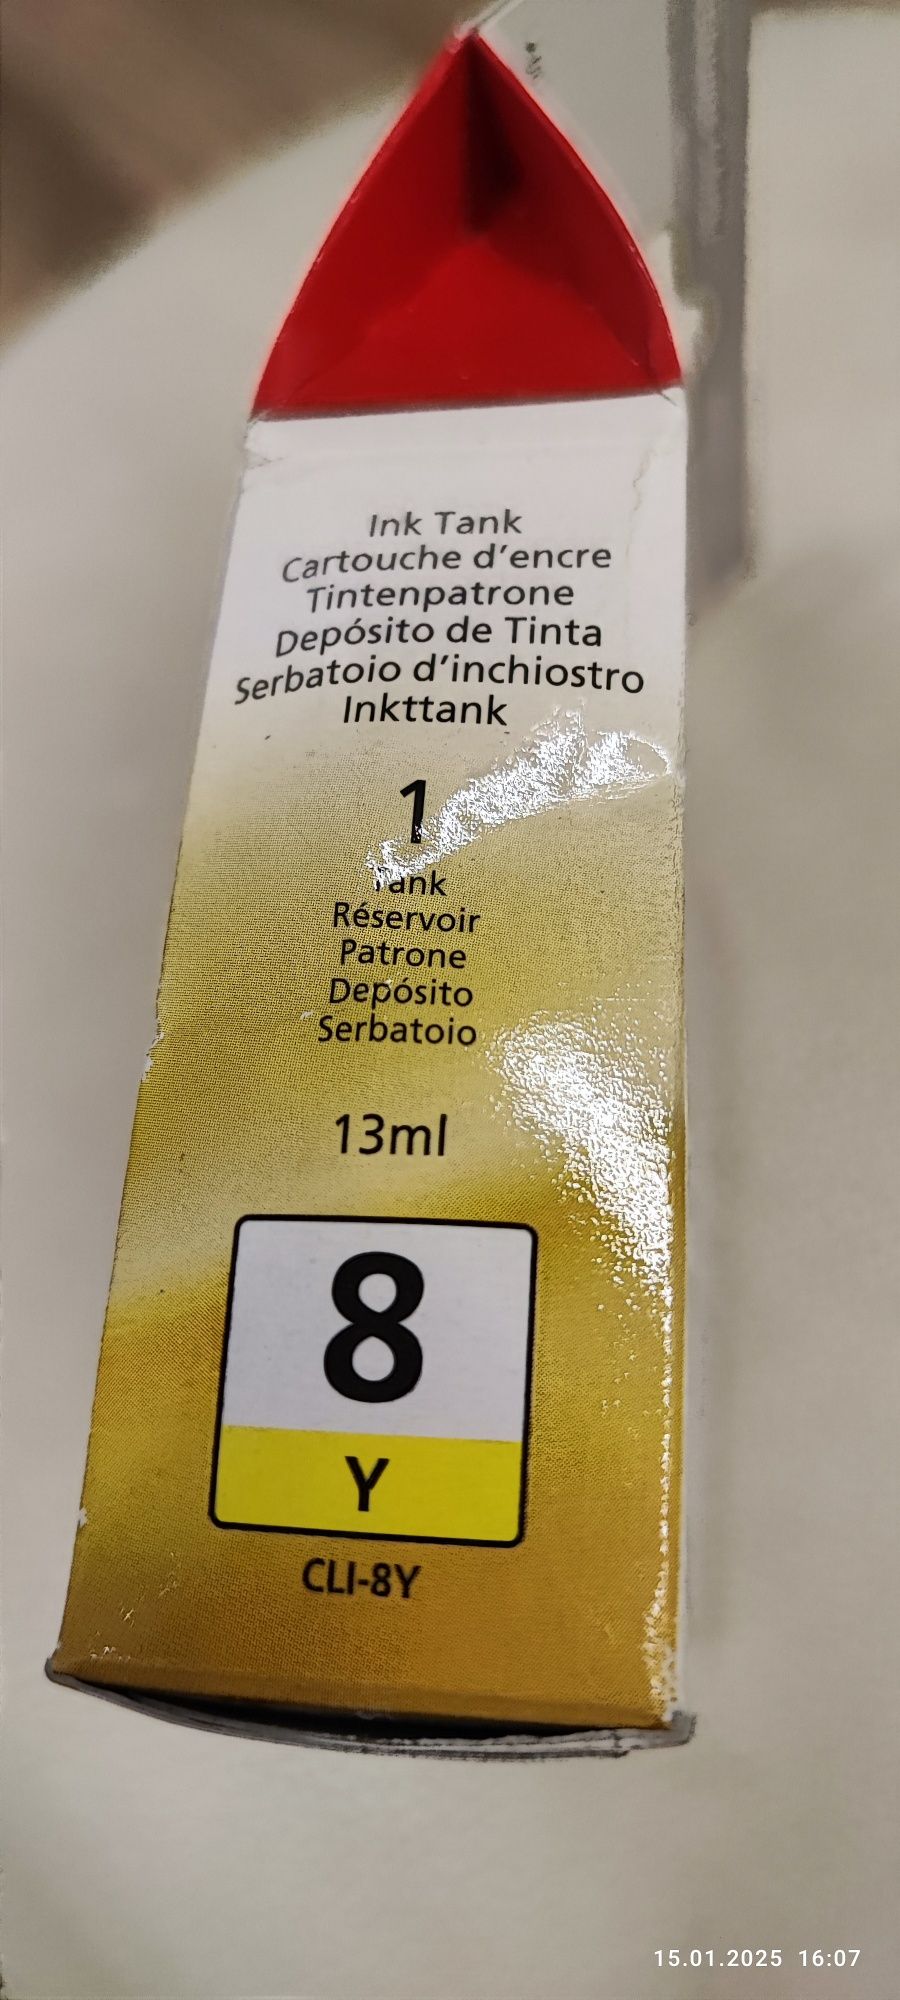 Ink Tank
Cartouche d'encre
Tintenpatrone
Depósito de Tinta
Serbatoio d'inchiostro
Inkttank
1
Tank
Réservoir
Patrone
Depósito
Serbatoio
13ml
8
Y
CLI-8Y
15.01.2025 16:07